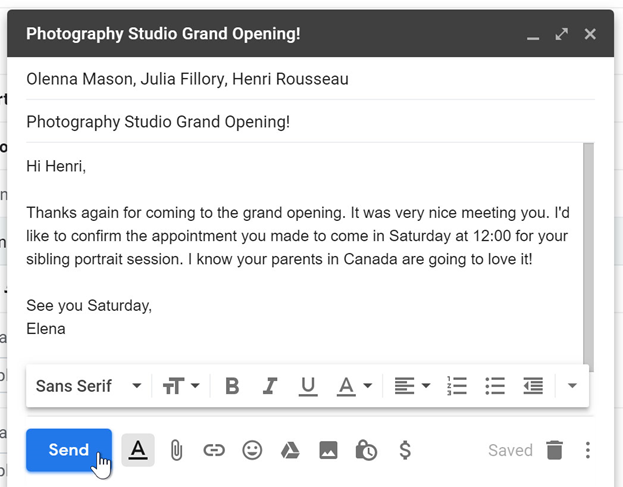 Photography Studio Grand Opening!
Olenna Mason, Julia Fillory, Henri Rousseau
Photography Studio Grand Opening!
Hi Henri,
Thanks again for coming to the grand opening. It was very nice meeting you. I'd
like to confirm the appointment you made to come in Saturday at 12:00 for your
sibling portrait session. I know your parents in Canada are going to love it!
See you Saturday,
Elena
Sans Serif
Send
Saved